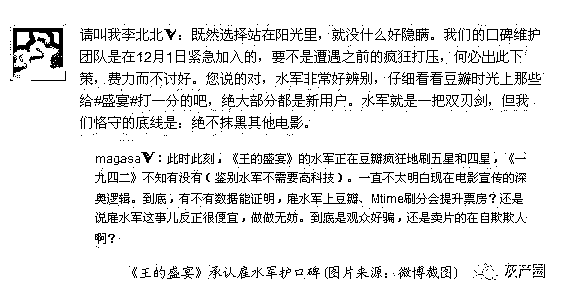 请叫我李北北V：既然选择站在阳光里，就没什么好隐瞒。我们的口碑维护
团队是在12月1日紧急加入的，要不是遭遇之前的疯狂打压，何必出此下
策，费力而不讨好。您说的对，水军非常好辨别，仔细看看豆瓣时光上那些
给#盛宴#打一分的吧，绝大部分都是新用户。水军就是一把双刃剑，但我
们恪守的底线是：绝不抹黑其他电影。
magasaV：此时此刻，《王的盛宴》的水军正在豆瓣疯狂地刷五星和四星，《一
九四二》不知有没有（鉴别水军不需要高科技）。一直不太明白现在电影宣传的深
奥逻辑。到底，有不有数据能证明，雇水军上豆瓣、Mtime刷分会提升票房？还是
说雇水军这事儿反正很便宜，做做无妨。到底是观众好骗，还是卖片的在自欺欺人
啊？
《王的盛宴》承认雇水军护口碑(图片来源：微博截图)
灰产圈